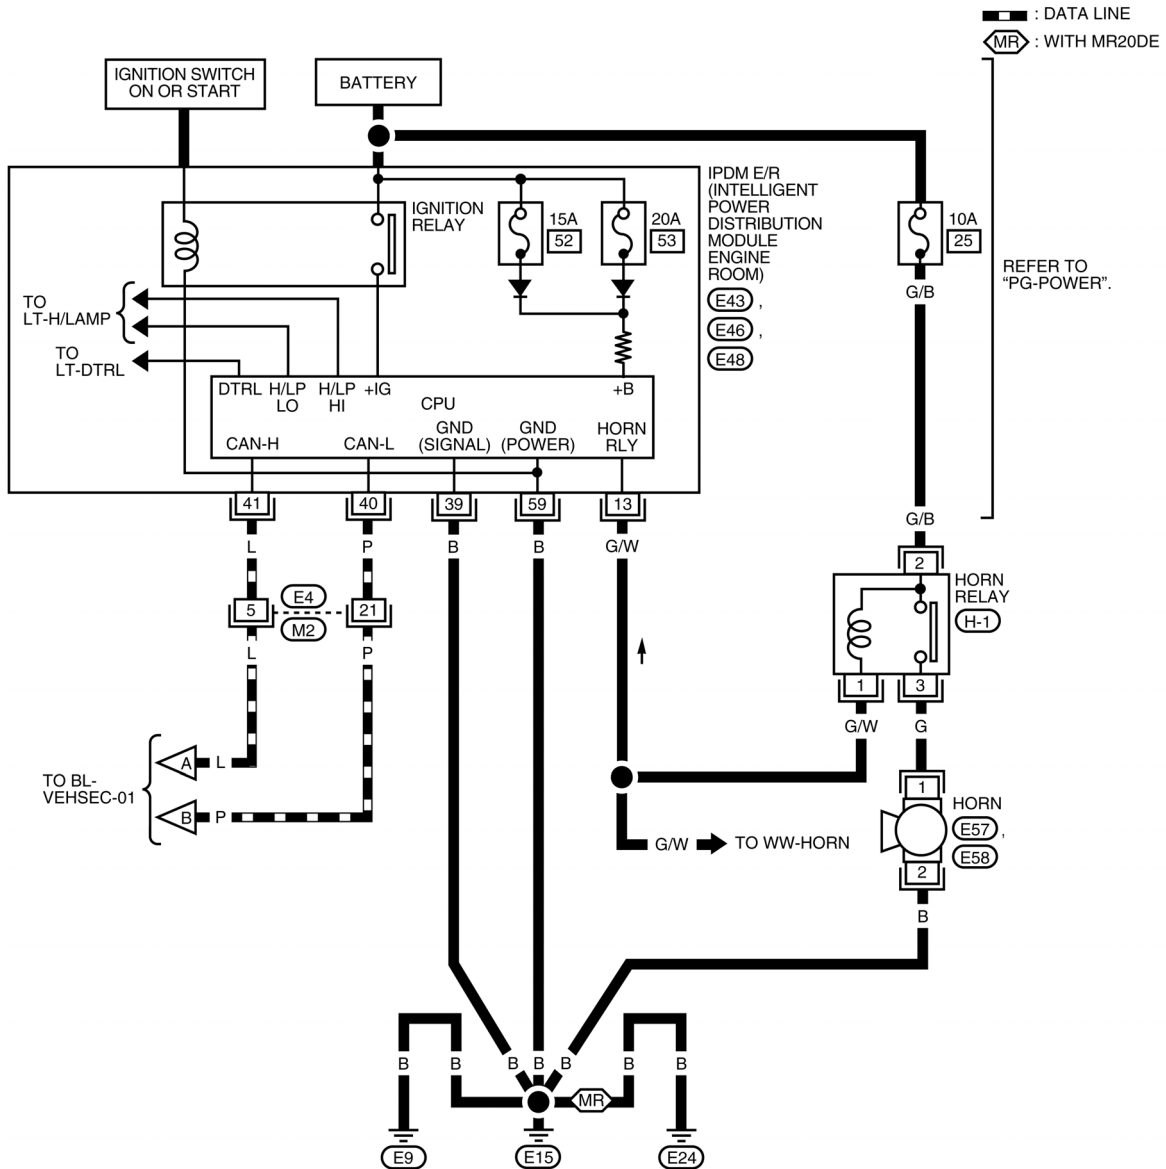 : DATA LINE
MR : WITH MR20DE
IGNITION SWITCH
ON OR START
BATTERY
IPDM E/R
(INTELLIGENT
POWER
DISTRIBUTION
MODULE
ENGINE
ROOM)
E43 ,
E46 ,
E48
IGNITION
RELAY
15A
52
20A
53
10A
25
REFER TO
“PG-POWER”.
G/B
TO
LT-H/LAMP
TO
LT-DTRL
DTRL
H/LP
LO
H/LP
HI
+IG
+B
CPU
CAN-H
CAN-L
GND
(SIGNAL)
GND
(POWER)
HORN
RLY
41
40
39
59
13
L
P
B
B
G/W
G/B
2
HORN
RELAY
H-1
5
E4
M2
21
L
P
1
3
G/W
G
A L
TO BL-
VEHSEC-01
B P
1
HORN
E57 ,
E58
2
G/W
TO WW-HORN
B
B
B
B
B
B
B
B
MR
E9
E15
E24